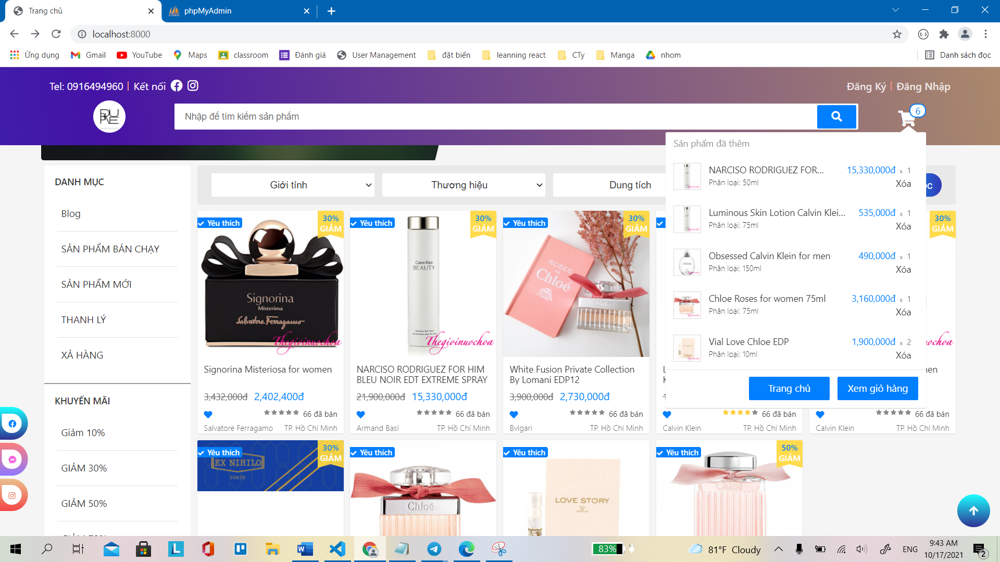 Trang chủ
phpMyAdmin
localhost:8000
Ứng dụng
Gmail
YouTube
Maps
classroom
Đánh giá
User Management
đặt biến
leanning react
CTy
Manga
nhom
Danh sách đọc
Tel: 0916494960 | Kết nối
Đăng Ký | Đăng Nhập
Nhập để tìm kiếm sản phẩm
6
Sản phẩm đã thêm
NARCISO RODRIGUEZ FOR... 15,330,000đ x 1
Phân loại: 50ml Xóa
Luminous Skin Lotion Calvin Klei... 535,000đ x 1
Phân loại: 75ml Xóa
Obsessed Calvin Klein for men 490,000đ x 1
Phân loại: 150ml Xóa
Chloe Roses for women 75ml 3,160,000đ x 1
Phân loại: 75ml Xóa
Vial Love Chloe EDP 1,900,000đ x 2
Phân loại: 10ml Xóa
Trang chủ
Xem giỏ hàng
DANH MỤC
Blog
SẢN PHẨM BÁN CHẠY
SẢN PHẨM MỚI
THANH LÝ
XẢ HÀNG
KHUYẾN MÃI
Giảm 10%
GIẢM 30%
GIẢM 50%
Giới tính
Thương hiệu
Dung tích
Yêu thích
30%
GIẢM
Signorina
Misteriosa
Salvatore Ferragamo
Thegioinuochoa
Signorina Misteriosa for women
3,432,000đ 2,402,400đ
66 đã bán
Salvatore Ferragamo TP. Hồ Chí Minh
Yêu thích
30%
GIẢM
Calvin Klein
BEAUTY
luminous skin lotion
Thegioinuochoa
NARCISO RODRIGUEZ FOR HIM
BLEU NOIR EDT EXTREME SPRAY
21,900,000đ 15,330,000đ
66 đã bán
Armand Basi TP. Hồ Chí Minh
Yêu thích
30%
GIẢM
ROSES
DE
Chloé
White Fusion Private Collection
By Lomani EDP12
3,900,000đ 2,730,000đ
66 đã bán
Bvlgari TP. Hồ Chí Minh
66 đã bán
Calvin Klein TP. Hồ Chí Minh
30%
GIẢM
66 đã bán
Calvin Klein TP. Hồ Chí Minh
Yêu thích
30%
GIẢM
EX NIHILO
PARIS
Yêu thích
Chloé
Yêu thích
LOVE STORY
EAU
DE
PARFUM
Yêu thích
50%
GIẢM
Chloé
83%
81°F Cloudy
ENG
9:43 AM
10/17/2021
2